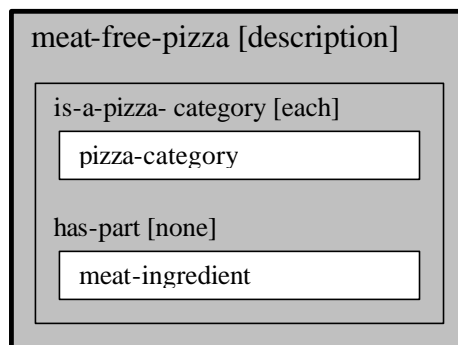 meat-free-pizza [description]
is-a-pizza- category [each]
pizza-category
has-part [none]
meat-ingredient